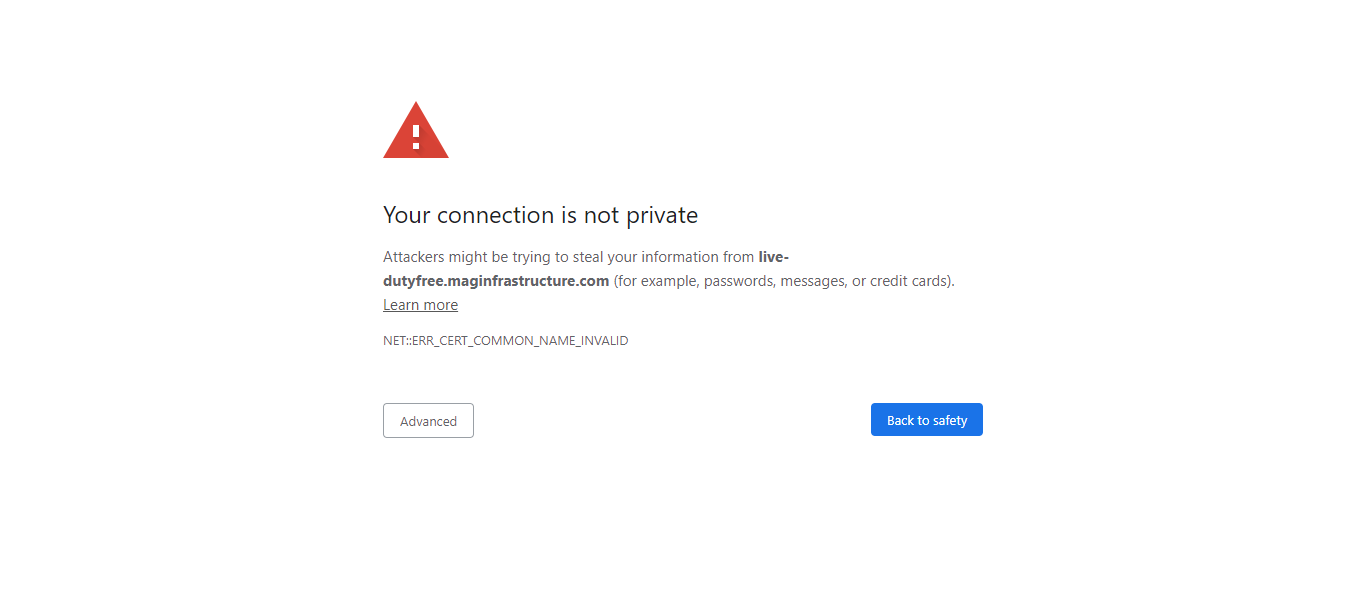 Your connection is not private
Attackers might be trying to steal your information from live-
dutyfree.maginfrastructure.com (for example, passwords, messages, or credit cards).
Learn more
NET::ERR_CERT_COMMON_NAME_INVALID
Advanced
Back to safety